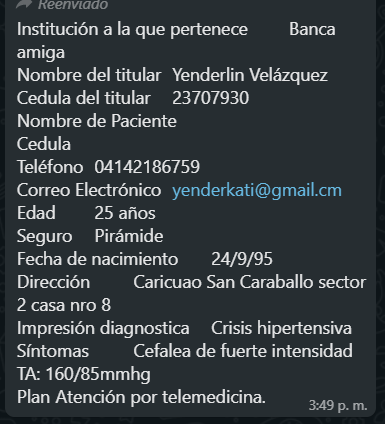 Reenviado
Institución a la que pertenece Banca
amiga
Nombre del titular Yenderlin Velázquez
Cedula del titular 23707930
Nombre de Paciente
Cedula
Teléfono 04142186759
Correo Electrónico yenderkati@gmail.cm
Edad 25 años
Seguro Pirámide
Fecha de nacimiento 24/9/95
Dirección Caricuao San Caraballo sector
2 casa nro 8
Impresión diagnostica Crisis hipertensiva
Síntomas Cefalea de fuerte intensidad
TA: 160/85mmhg
Plan Atención por telemedicina.
3:49 p. m.